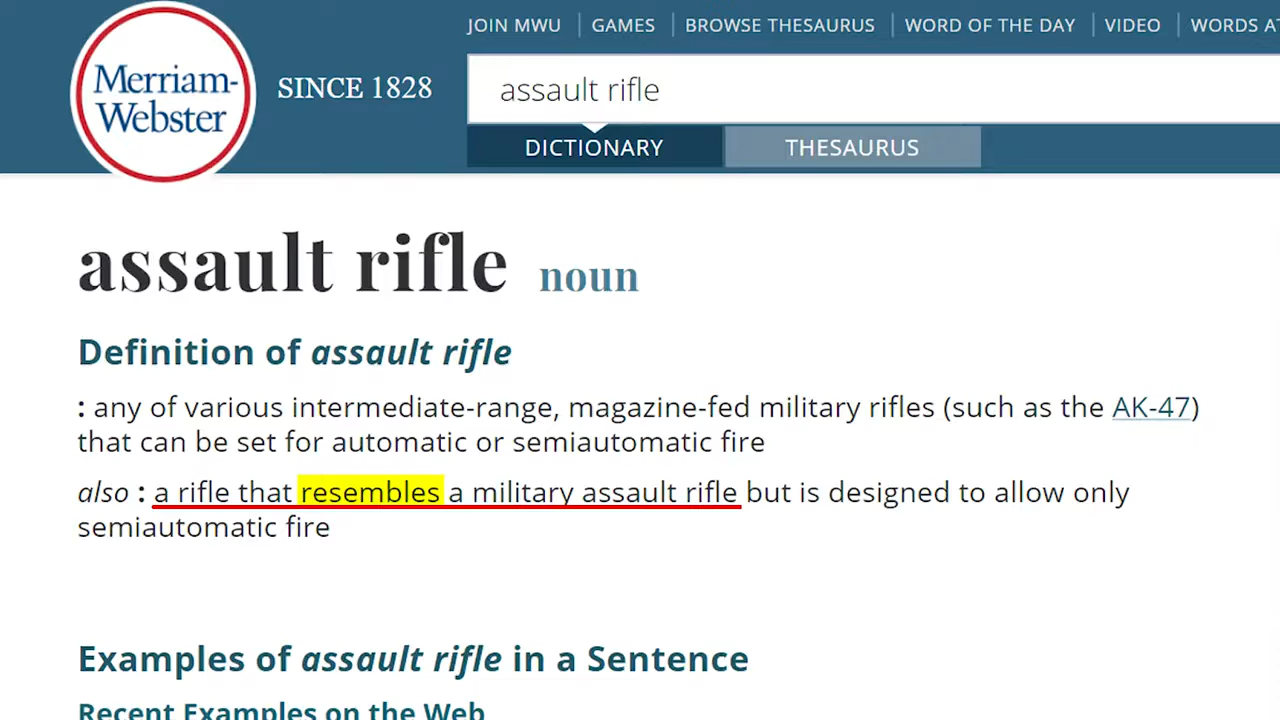 JOIN MWU GAMES BROWSE THESAURUS WORD OF THE DAY VIDEO WORDS AT
Merriam-
Webster
SINCE 1828
assault rifle
DICTIONARY THESAURUS
assault rifle noun
Definition of assault rifle
: any of various intermediate-range, magazine-fed military rifles (such as the AK-47)
that can be set for automatic or semiautomatic fire
also : a rifle that resembles a military assault rifle but is designed to allow only
semiautomatic fire
Examples of assault rifle in a Sentence
Recent Examples on the Web